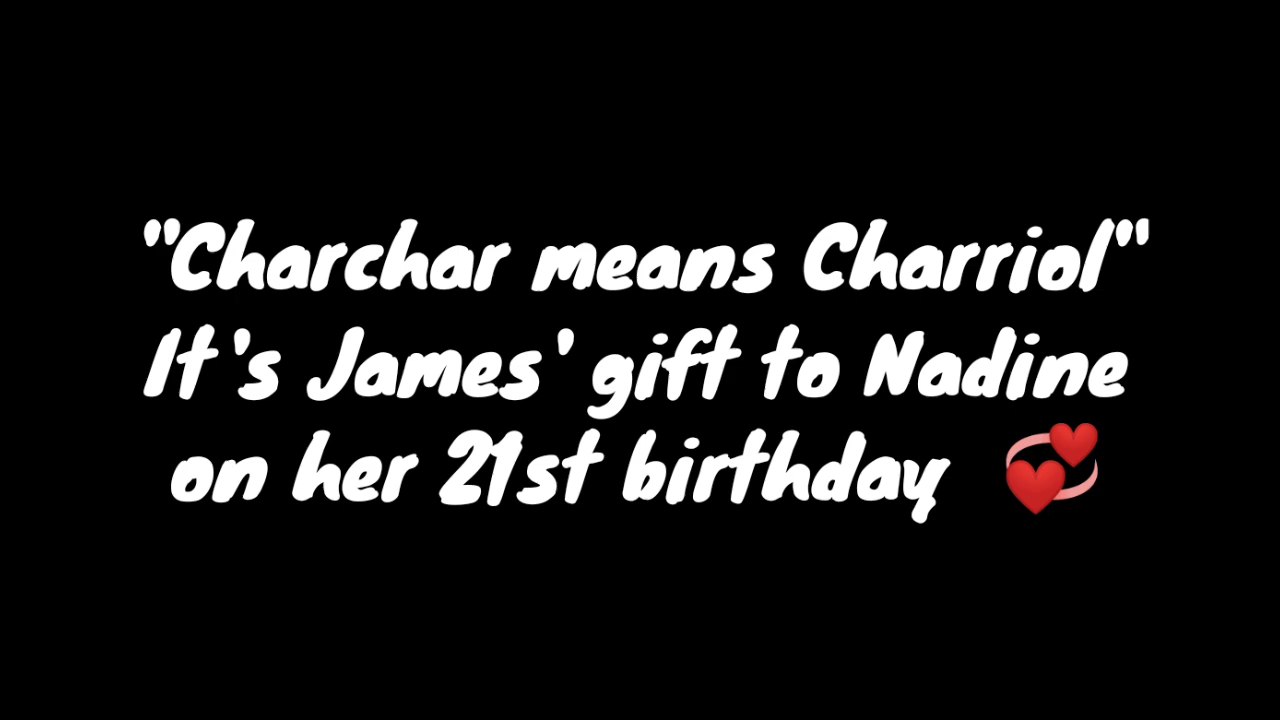 "Charchar means Charriol"
It's James' gift to Nadine
on her 21st birthday 💞